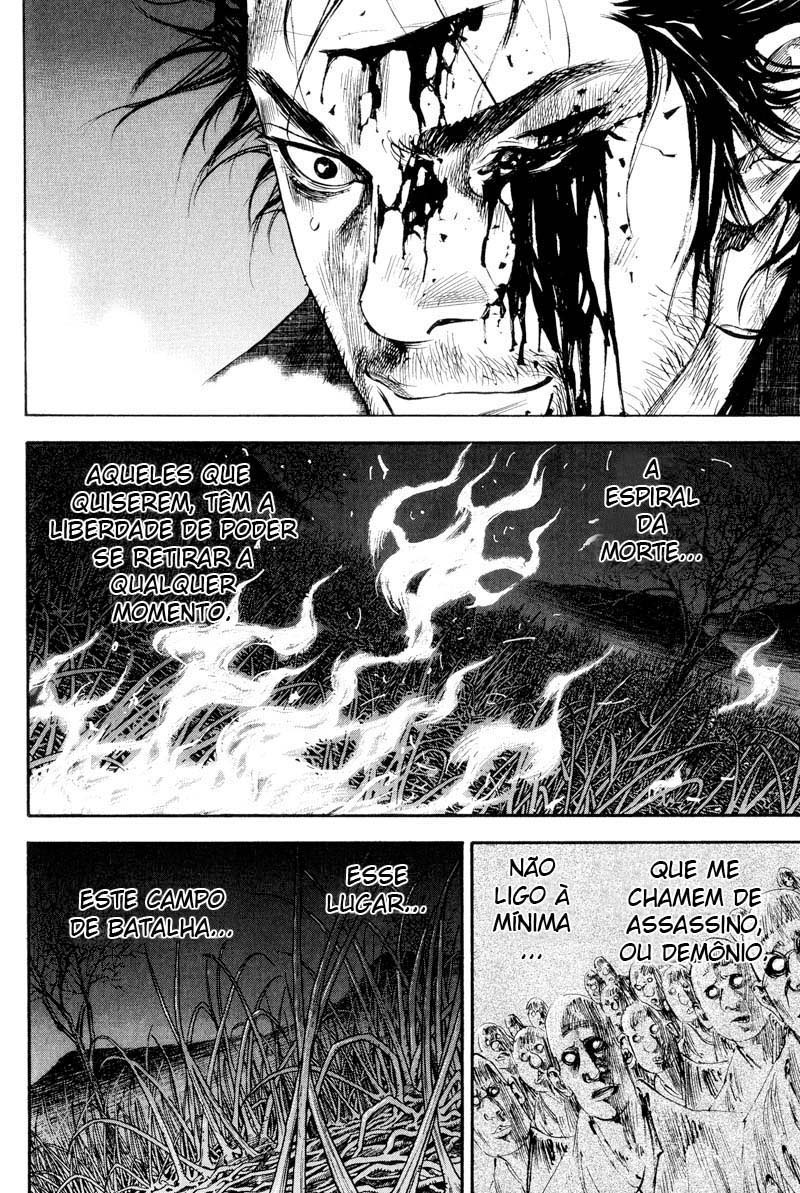 A
ESPIRAL
DA
MORTE...
AQUELES QUE
QUISEREM, TÊM A
LIBERDADE DE PODER
SE RETIRAR A
QUALQUER
MOMENTO.
QUE ME
CHAMEM DE
ASSASSINO,
OU DEMÔNIO.
NÃO
LIGO À
MÍNIMA
...
ESSE
LUGAR...
ESTE CAMPO
DE BATALHA...